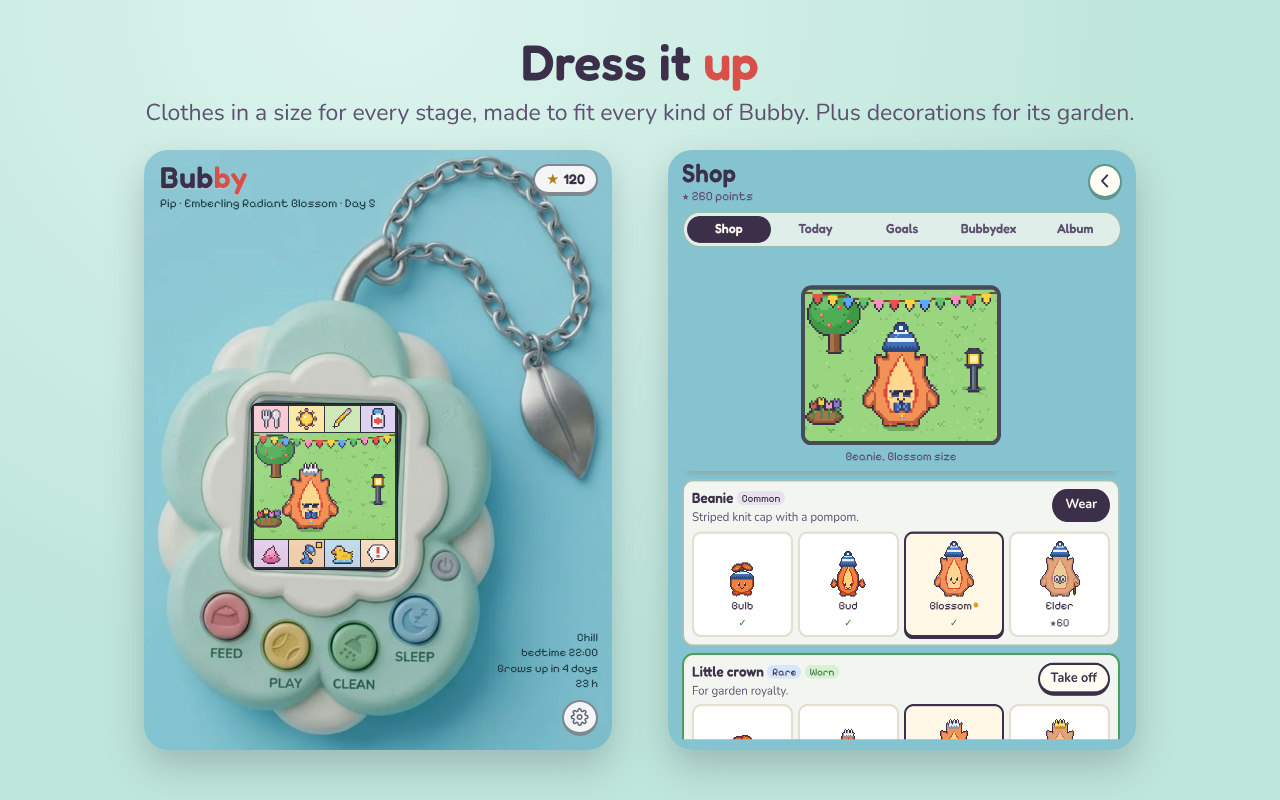 Dress it up
Clothes in a size for every stage, made to fit every kind of Bubby. Plus decorations for its garden.
Bubby
★ 120
Pip · Emberling Radiant Blossom · Day 8
FEED
PLAY
CLEAN
SLEEP
Chill
bedtime 22:00
Grows up in 4 days
23 h
Shop
★ 260 points
Shop Today Goals Bubbydex Album
Beanie, Blossom size
Beanie Common
Striped knit cap with a pompom.
Wear
Bulb Bud Blossom Elder
✓ ✓ ✓ ★60
Little crown Rare Worn
For garden royalty.
Take off